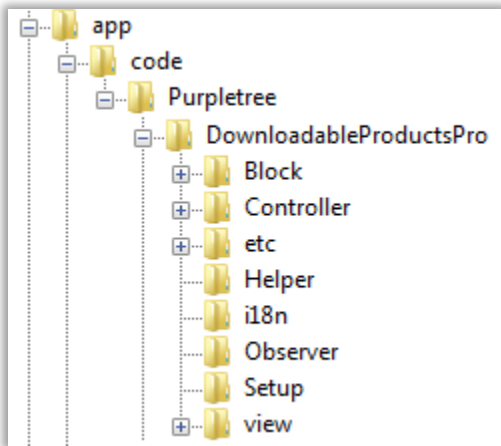 app
code
Purpletree
DownloadableProductsPro
Block
Controller
etc
Helper
i18n
Observer
Setup
view